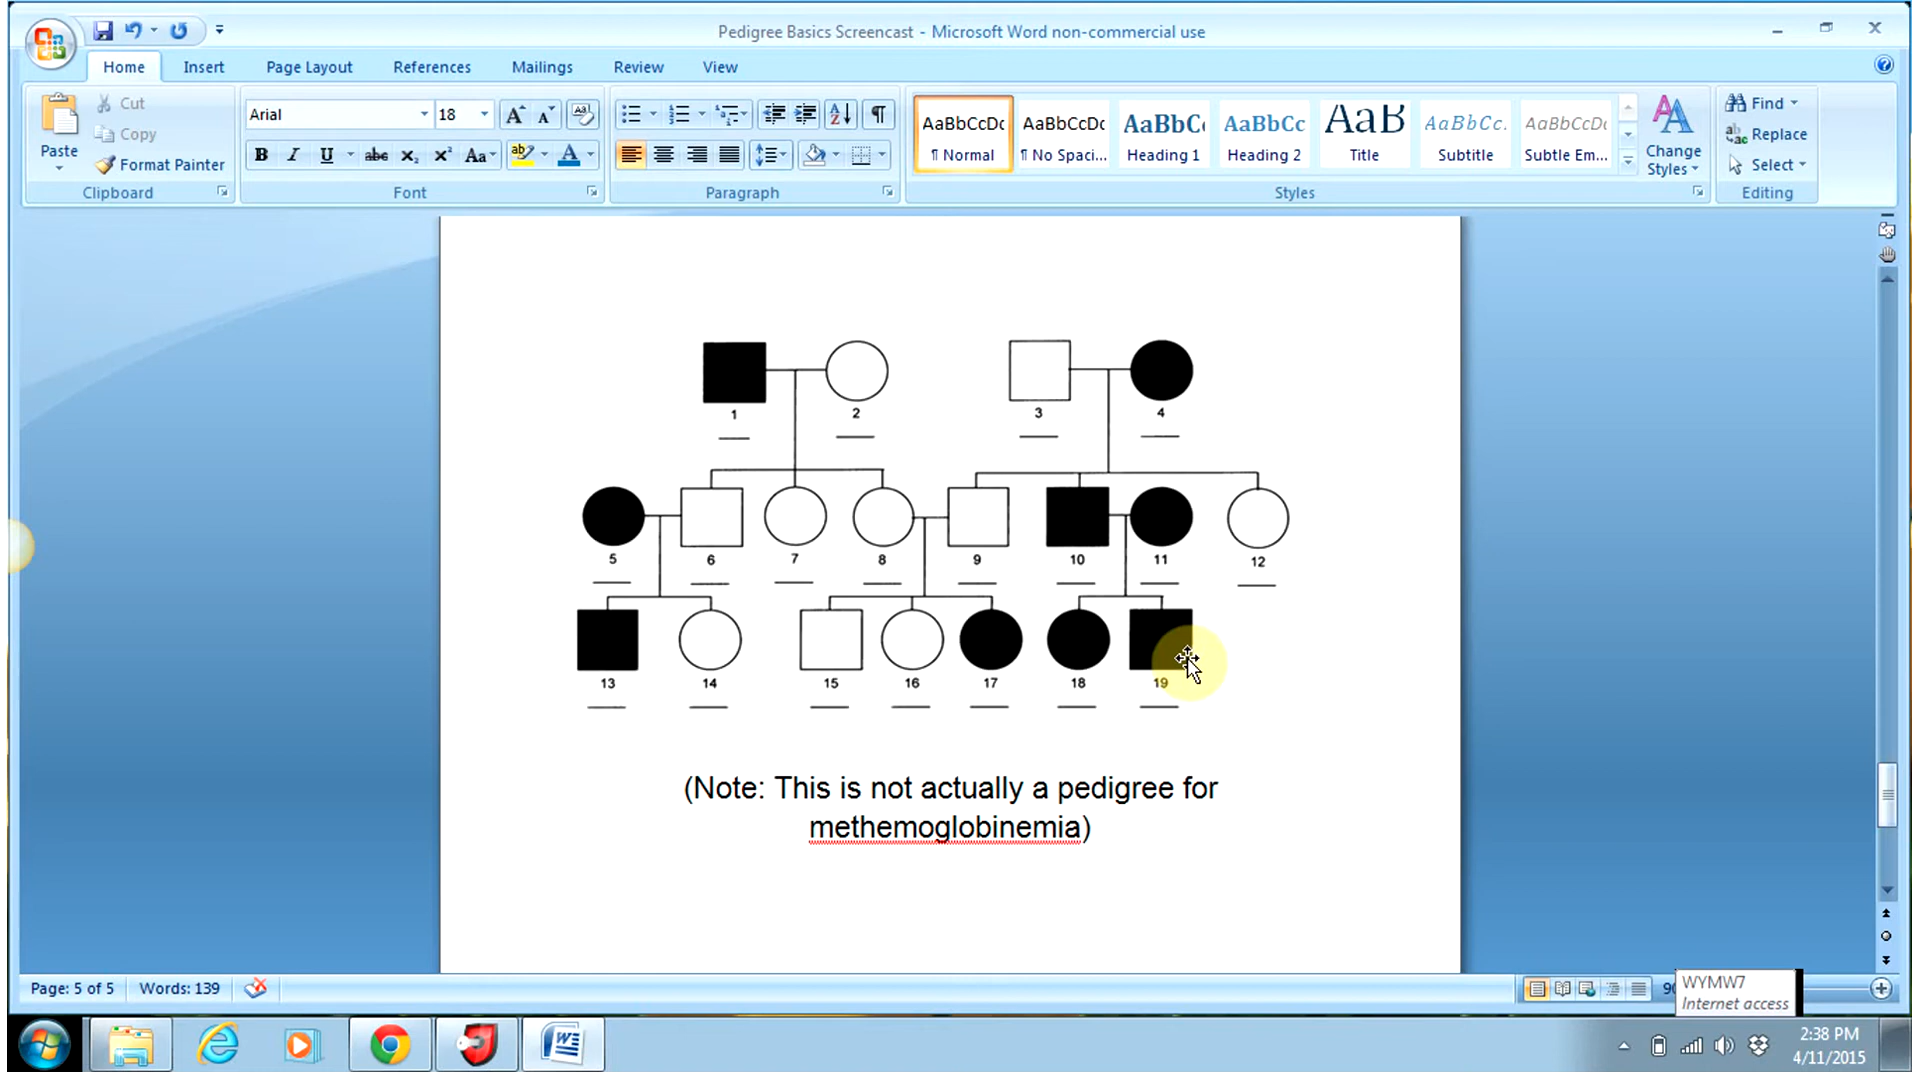 Pedigree Basics Screencast - Microsoft Word non-commercial use
Home Insert Page Layout References Mailings Review View
Paste
Cut
Copy
Format Painter
Clipboard
Arial 18
Font
Paragraph
AaBbCcDc AaBbCcDc AaBbC AaBbCc AaB AaBbCc. AaBbCcDc
¶ Normal ¶ No Spaci... Heading 1 Heading 2 Title Subtitle Subtle Em...
Change
Styles
Styles
Find
Replace
Select
Editing
1 2 3 4
5 6 7 8 9 10 11 12
13 14 15 16 17 18 19
(Note: This is not actually a pedigree for
methemoglobinemia)
Page: 5 of 5 Words: 139
WYMW7
Internet access
2:38 PM
4/11/2015